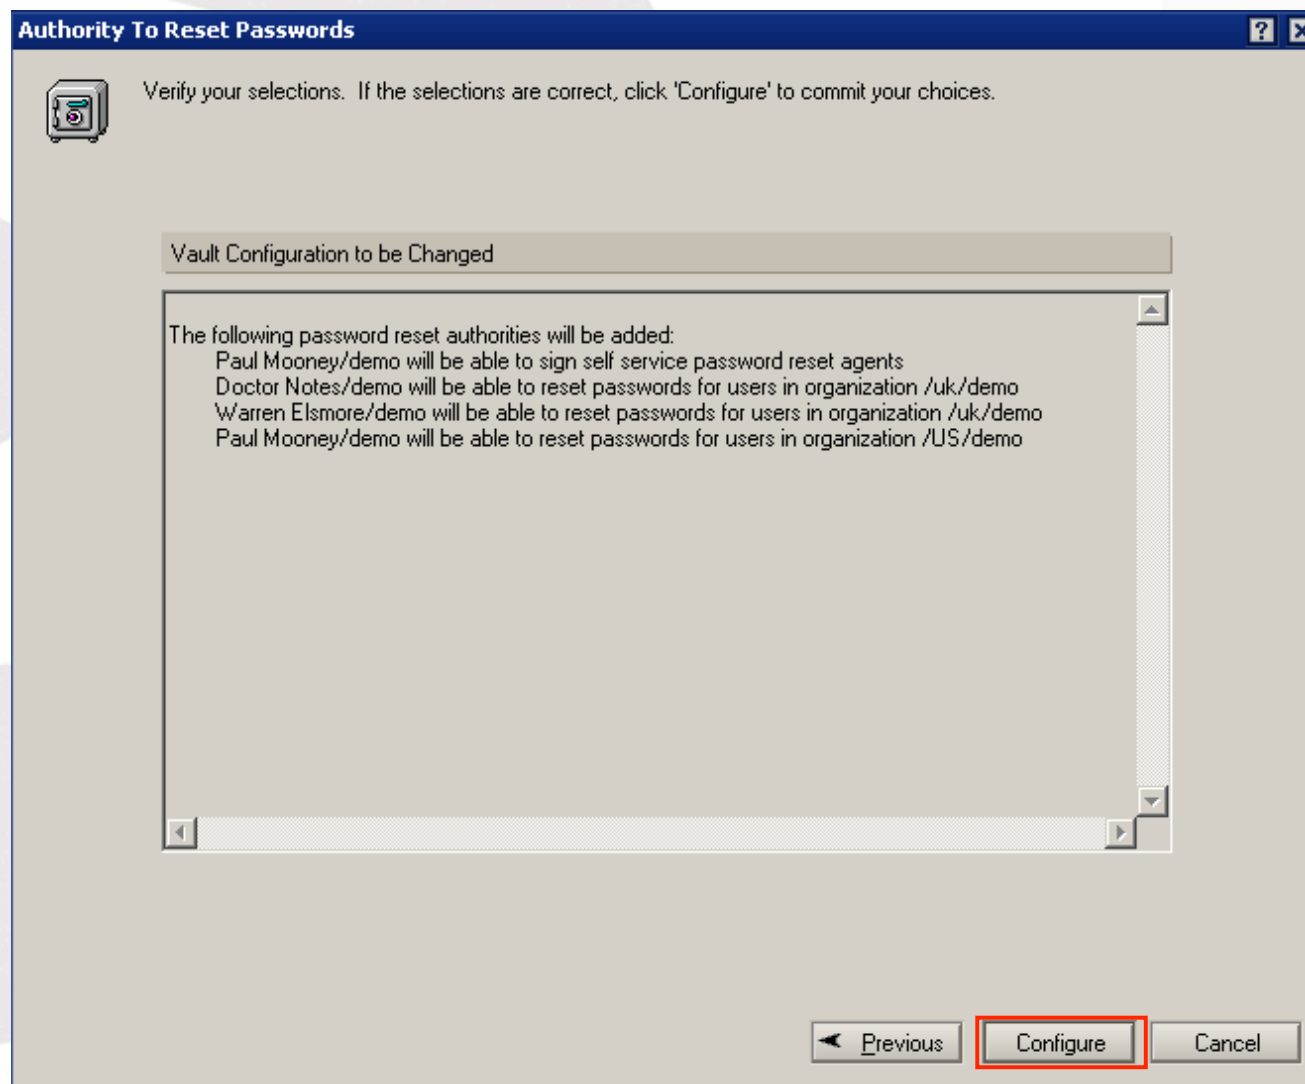 Authority To Reset Passwords
Verify your selections. If the selections are correct, click 'Configure' to commit your choices.
Vault Configuration to be Changed
The following password reset authorities will be added:
Paul Mooney/demo will be able to sign self service password reset agents
Doctor Notes/demo will be able to reset passwords for users in organization /uk/demo
Warren Elsmore/demo will be able to reset passwords for users in organization /uk/demo
Paul Mooney/demo will be able to reset passwords for users in organization /US/demo
Previous Configure Cancel